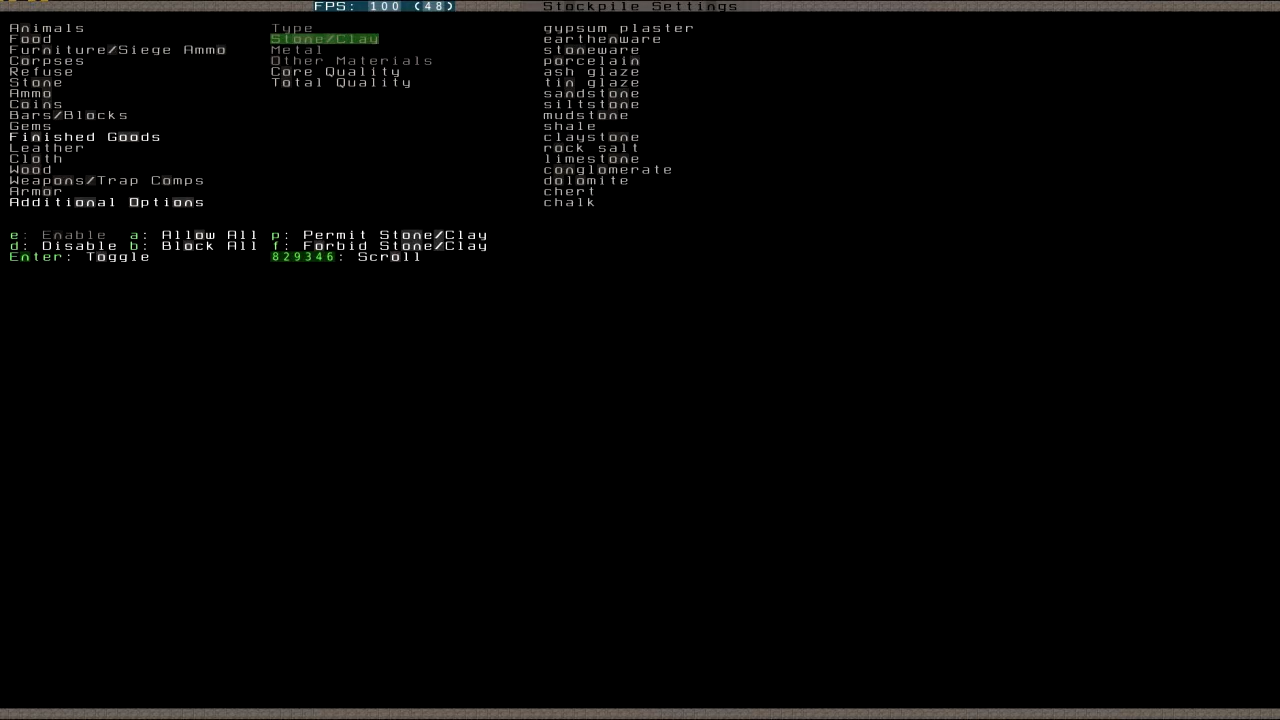 FPS: 100 (48) Stockpile Settings
Animals Type gypsum plaster
Food Stone/Clay earthenware
Furniture/Siege Ammo Metal stoneware
Corpses Other Materials porcelain
Refuse Core Quality ash glaze
Stone Total Quality tin glaze
Ammo sandstone
Coins siltstone
Bars/Blocks mudstone
Gems shale
Finished Goods claystone
Leather rock salt
Cloth limestone
Wood conglomerate
Weapons/Trap Comps dolomite
Armor chert
Additional Options chalk
e: Enable a: Allow All p: Permit Stone/Clay
d: Disable b: Block All f: Forbid Stone/Clay
Enter: Toggle 829346: Scroll